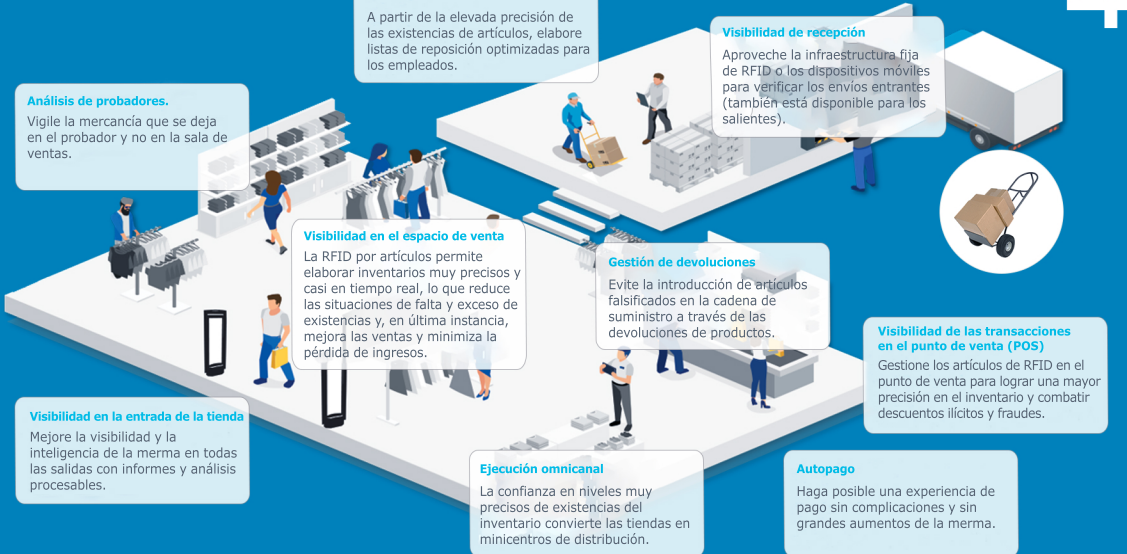 A partir de la elevada precisión de
las existencias de artículos, elabore
listas de reposición optimizadas para
los empleados.
Visibilidad de recepción
Aproveche la infraestructura fija
de RFID o los dispositivos móviles
para verificar los envíos entrantes
(también está disponible para los
salientes).
Análisis de probadores.
Vigile la mercancía que se deja
en el probador y no en la sala de
ventas.
Visibilidad en el espacio de venta
La RFID por artículos permite
elaborar inventarios muy precisos y
casi en tiempo real, lo que reduce
las situaciones de falta y exceso de
existencias y, en última instancia,
mejora las ventas y minimiza la
pérdida de ingresos.
Gestión de devoluciones
Evite la introducción de artículos
falsificados en la cadena de
suministro a través de las
devoluciones de productos.
Visibilidad de las transacciones
en el punto de venta (POS)
Gestione los artículos de RFID en el
punto de venta para lograr una mayor
precisión en el inventario y combatir
descuentos ilícitos y fraudes.
Visibilidad en la entrada de la tienda
Mejore la visibilidad y la
inteligencia de la merma en todas
las salidas con informes y análisis
procesables.
Ejecución omnicanal
La confianza en niveles muy
precisos de existencias del
inventario convierte las tiendas en
minicentros de distribución.
Autopago
Haga posible una experiencia de
pago sin complicaciones y sin
grandes aumentos de la merma.